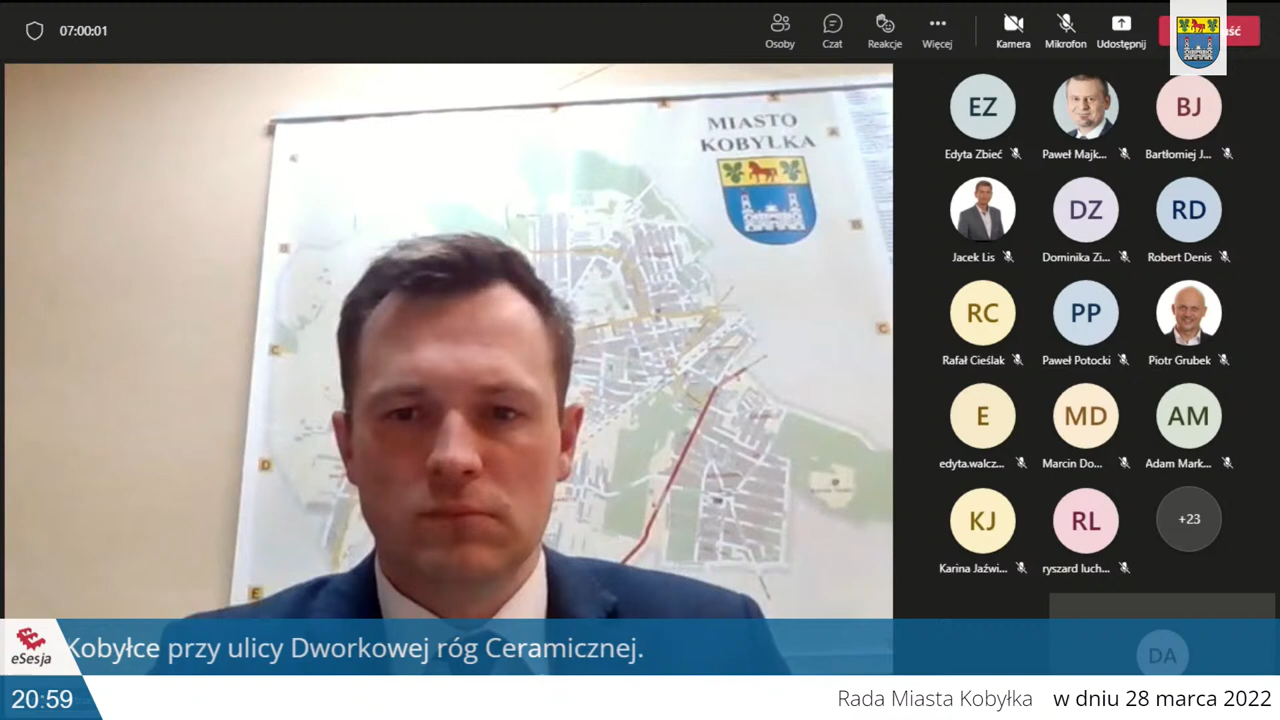 07:00:01
Osoby
Czat
Reakcje
Więcej
Kamera
Mikrofon
Udostępnij
MIASTO
KOBYŁKA
EZ
Edyta Zbieć
Paweł Majk...
BJ
Bartłomiej J...
Jacek Lis
DZ
Dominika Zi...
RD
Robert Denis
RC
Rafał Cieślak
PP
Paweł Potocki
Piotr Grubek
E
edyta.walcz...
MD
Marcin Do...
AM
Adam Mark...
KJ
Karina Jaźwi...
RL
ryszard luch...
+23
DA
B
C
D
E
eSesja
Kobyłce przy ulicy Dworkowej róg Ceramicznej.
20:59
Rada Miasta Kobyłka w dniu 28 marca 2022